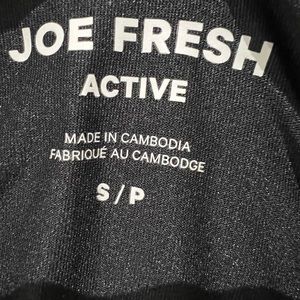 JOE FRESH
ACTIVE
MADE IN CAMBODIA
FABRIQUÉ AU CAMBODGE
S / P